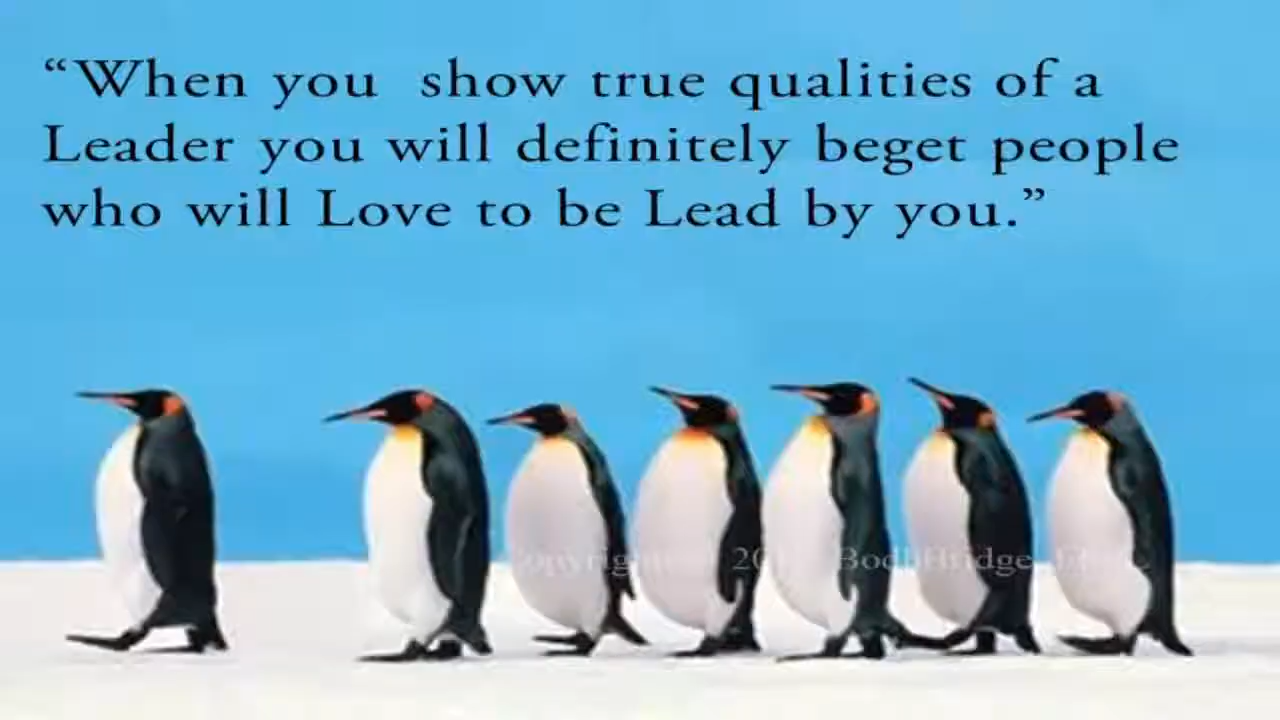 “When you show true qualities of a
Leader you will definitely beget people
who will Love to be Lead by you.”
BodhiBridge